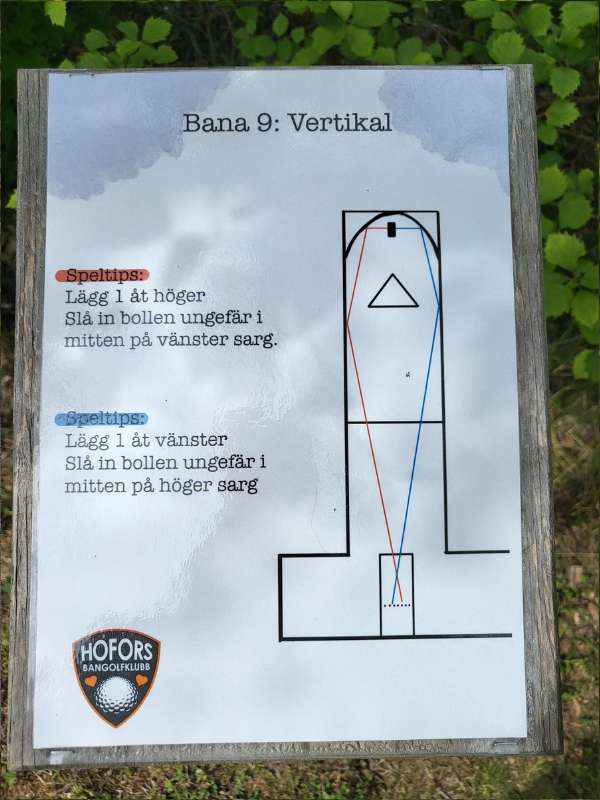 Bana 9: Vertikal
Speltips:
Lägg 1 åt höger
Slå in bollen ungefär i
mitten på vänster sarg.
Speltips:
Lägg 1 åt vänster
Slå in bollen ungefär i
mitten på höger sarg
HOFORS
BANGOLFKLUBB